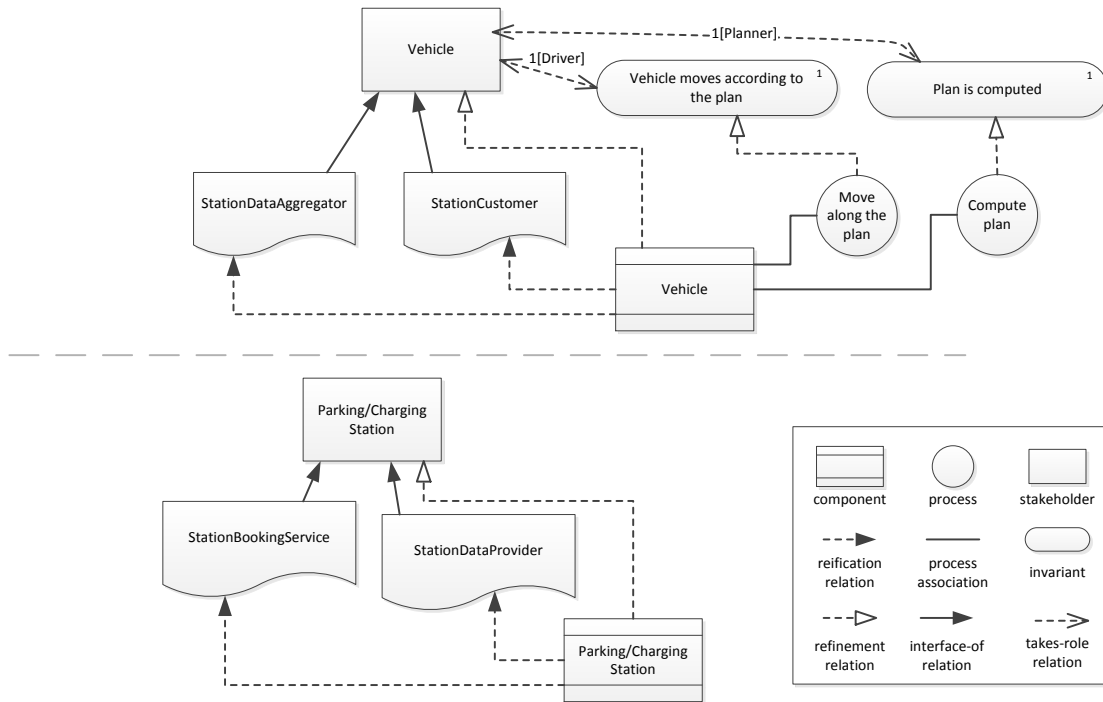 Vehicle
1[Planner].
1[Driver]
Vehicle moves according to
the plan
1
Plan is computed
1
StationDataAggregator
StationCustomer
Move
along the
plan
Compute
plan
Vehicle
Parking/Charging
Station
StationBookingService
StationDataProvider
Parking/Charging
Station
component
process
stakeholder
reification
relation
process
association
invariant
refinement
relation
interface-of
relation
takes-role
relation